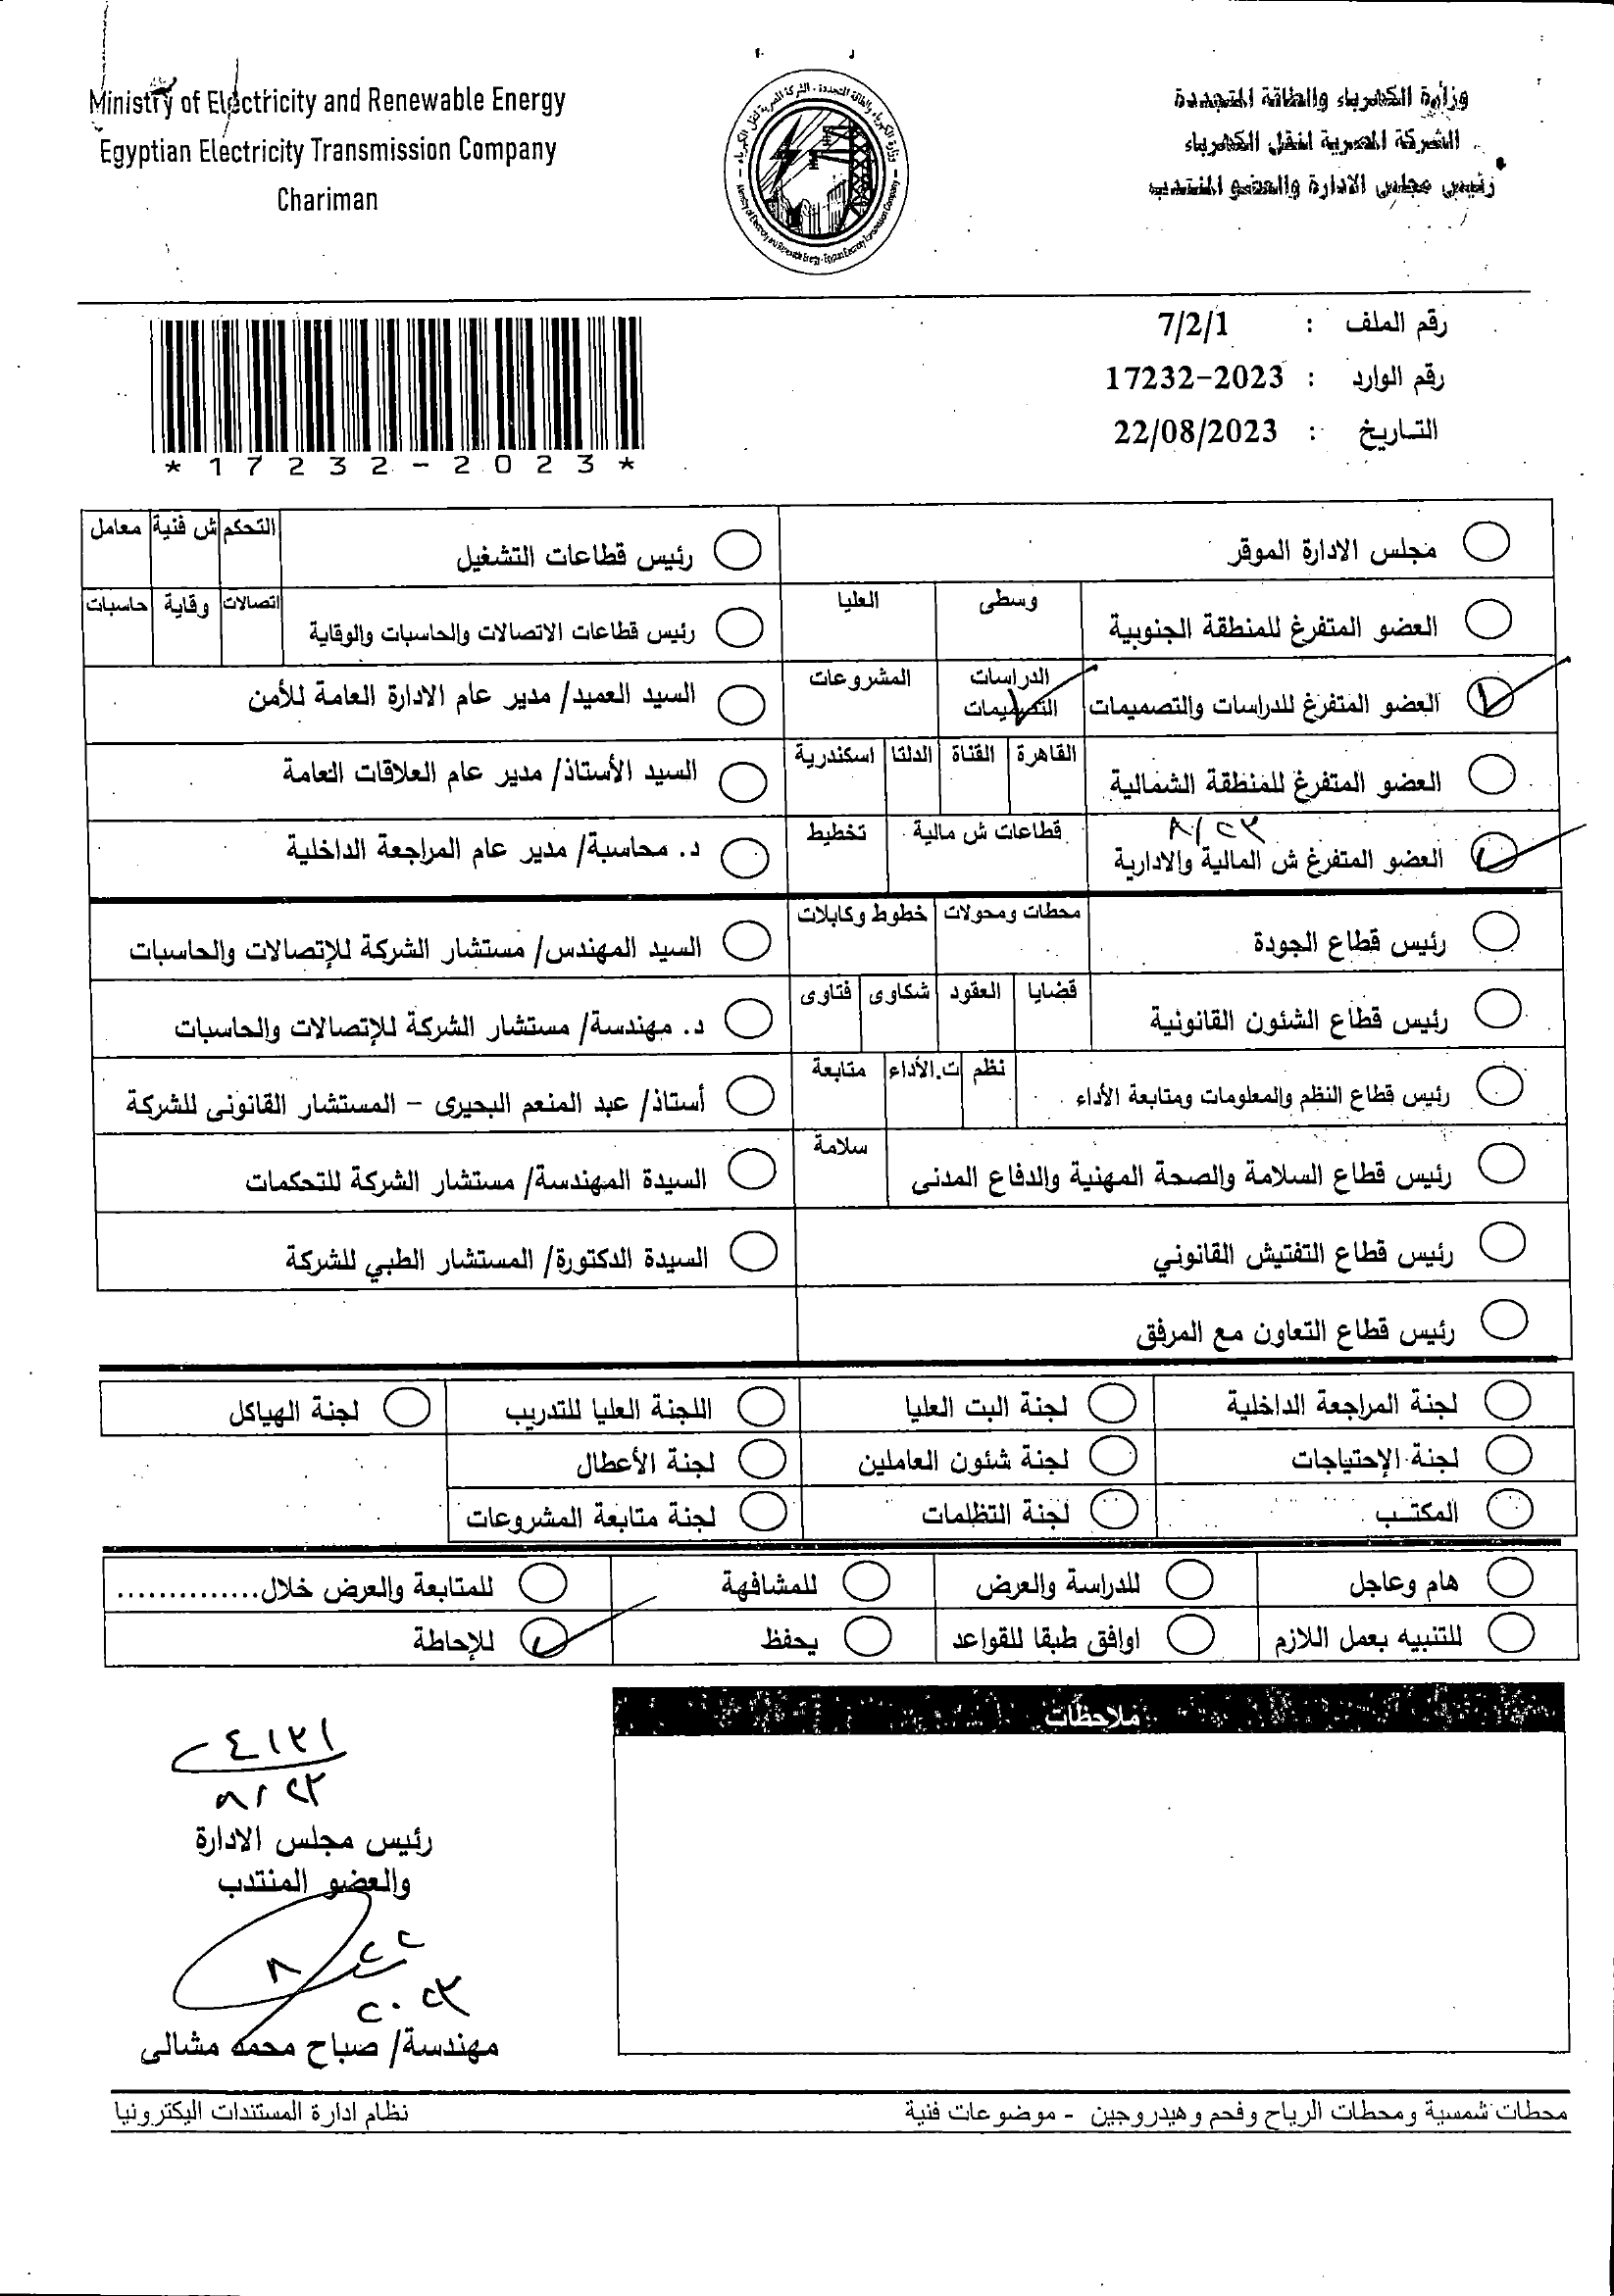 Ministry of Electricity and Renewable Energy
Egyptian Electricity Transmission Company
Chariman
وزارة الكهرباء والطاقة المتجددة
الشركة المصرية لنقل الكهرباء
رئيس مجلس الادارة والعضو المنتدب
رقم الملف : 7/2/1
رقم الوارد : 17232-2023
التاريخ : 22/08/2023
*17232-2023*
مجلس الادارة الموقر
رئيس قطاعات التشغيل التحكم ش فنية معامل
العضو المتفرغ للمنطقة الجنوبية وسطى العليا
رئيس قطاعات الاتصالات والحاسبات والوقاية اتصالات وقاية حاسبات
العضو المتفرغ للدراسات والتصميمات الدراسات التصميمات المشروعات
السيد العميد/ مدير عام الادارة العامة للأمن
العضو المتفرغ للمنطقة الشمالية القاهرة القناة الدلتا اسكندرية
السيد الأستاذ/ مدير عام العلاقات العامة
٨/٢٣
العضو المتفرغ ش المالية والادارية قطاعات ش مالية تخطيط
د. محاسبة/ مدير عام المراجعة الداخلية
رئيس قطاع الجودة محطات ومحولات خطوط وكابلات
السيد المهندس/ مستشار الشركة للإتصالات والحاسبات
رئيس قطاع الشئون القانونية قضايا العقود شكاوى فتاوى
د. مهندسة/ مستشار الشركة للإتصالات والحاسبات
رئيس قطاع النظم والمعلومات ومتابعة الأداء نظم ت.الأداء متابعة
أستاذ/ عبد المنعم البحيرى - المستشار القانونى للشركة
رئيس قطاع السلامة والصحة المهنية والدفاع المدنى سلامة
السيدة المهندسة/ مستشار الشركة للتحكمات
رئيس قطاع التفتيش القانوني
السيدة الدكتورة/ المستشار الطبي للشركة
رئيس قطاع التعاون مع المرفق
لجنة المراجعة الداخلية لجنة البت العليا اللجنة العليا للتدريب لجنة الهياكل
لجنة الإحتياجات لجنة شئون العاملين لجنة الأعطال
المكتب لجنة التظلمات لجنة متابعة المشروعات
هام وعاجل للدراسة والعرض للمشافهة للمتابعة والعرض خلال..............
للتنبيه بعمل اللازم اوافق طبقا للقواعد يحفظ للإحاطة
ملاحظات
٨/٢٣
رئيس مجلس الادارة
والعضو المنتدب
٢٢
٨
٢٠٢٣
مهندسة/ صباح محمد مشالى
محطات شمسية ومحطات الرياح وفحم وهيدروجين - موضوعات فنية
نظام ادارة المستندات اليكترونيا